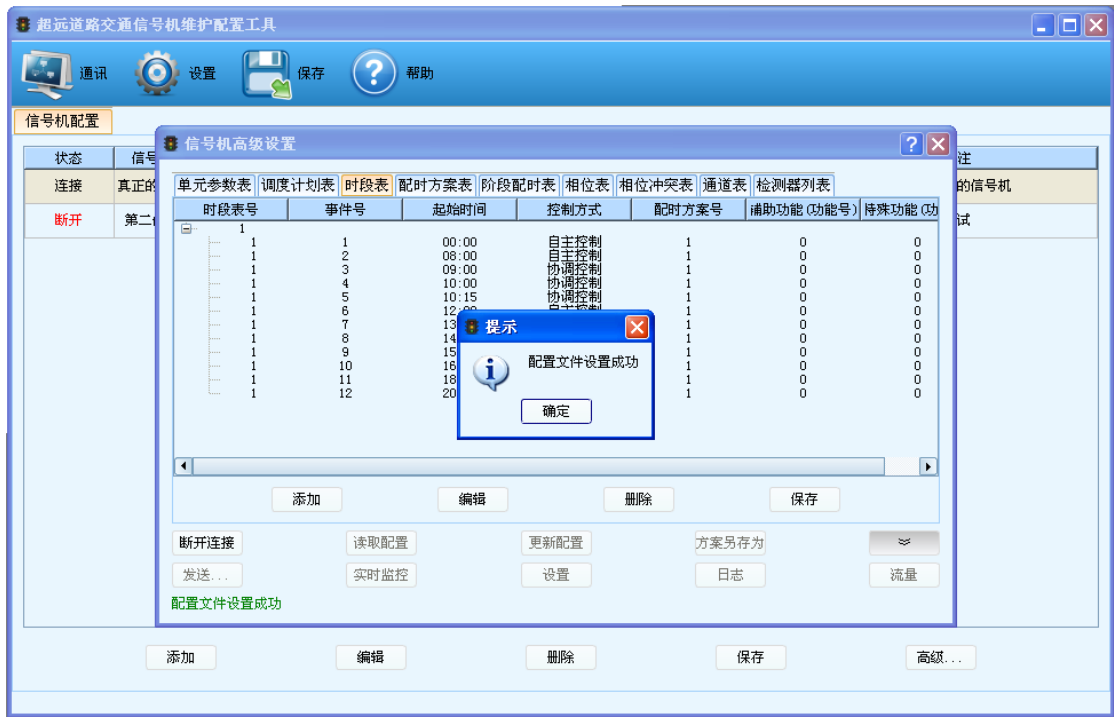 超远道路交通信号机维护配置工具
通讯 设置 保存 帮助
信号机配置
信号机高级设置
状态 信号 注
连接 真正的 的信号机
断开 第二 试
单元参数表 调度计划表 时段表 配时方案表 阶段配时表 相位表 相位冲突表 通道表 检测器列表
时段表号 事件号 起始时间 控制方式 配时方案号 辅助功能(功能号) 特殊功能(功
1
1 1 00:00 自主控制 1 0 0
1 2 08:00 自主控制 1 0 0
1 3 09:00 协调控制 1 0 0
1 4 10:00 协调控制 1 0 0
1 5 10:15 协调控制 1 0 0
1 6 12:00 自主控制 1 0 0
1 7 13 1 0 0
1 8 14 1 0 0
1 9 15 1 0 0
1 10 16 1 0 0
1 11 18 1 0 0
1 12 20 1 0 0
提示
配置文件设置成功
确定
添加 编辑 删除 保存
断开连接 读取配置 更新配置 方案另存为
发送... 实时监控 设置 日志 流量
配置文件设置成功
添加 编辑 删除 保存 高级...